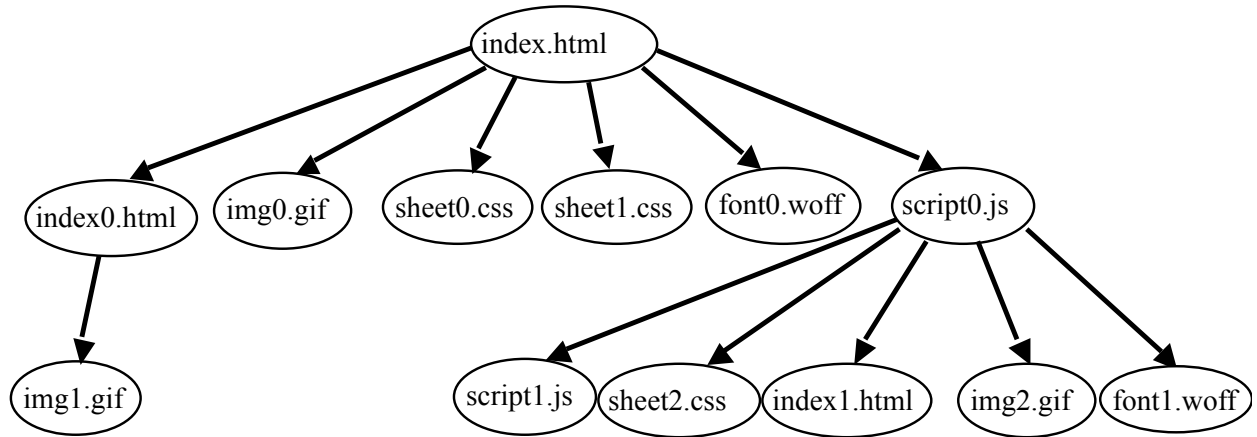 index.html
index0.html
img0.gif
sheet0.css
sheet1.css
font0.woff
script0.js
img1.gif
script1.js
sheet2.css
index1.html
img2.gif
font1.woff